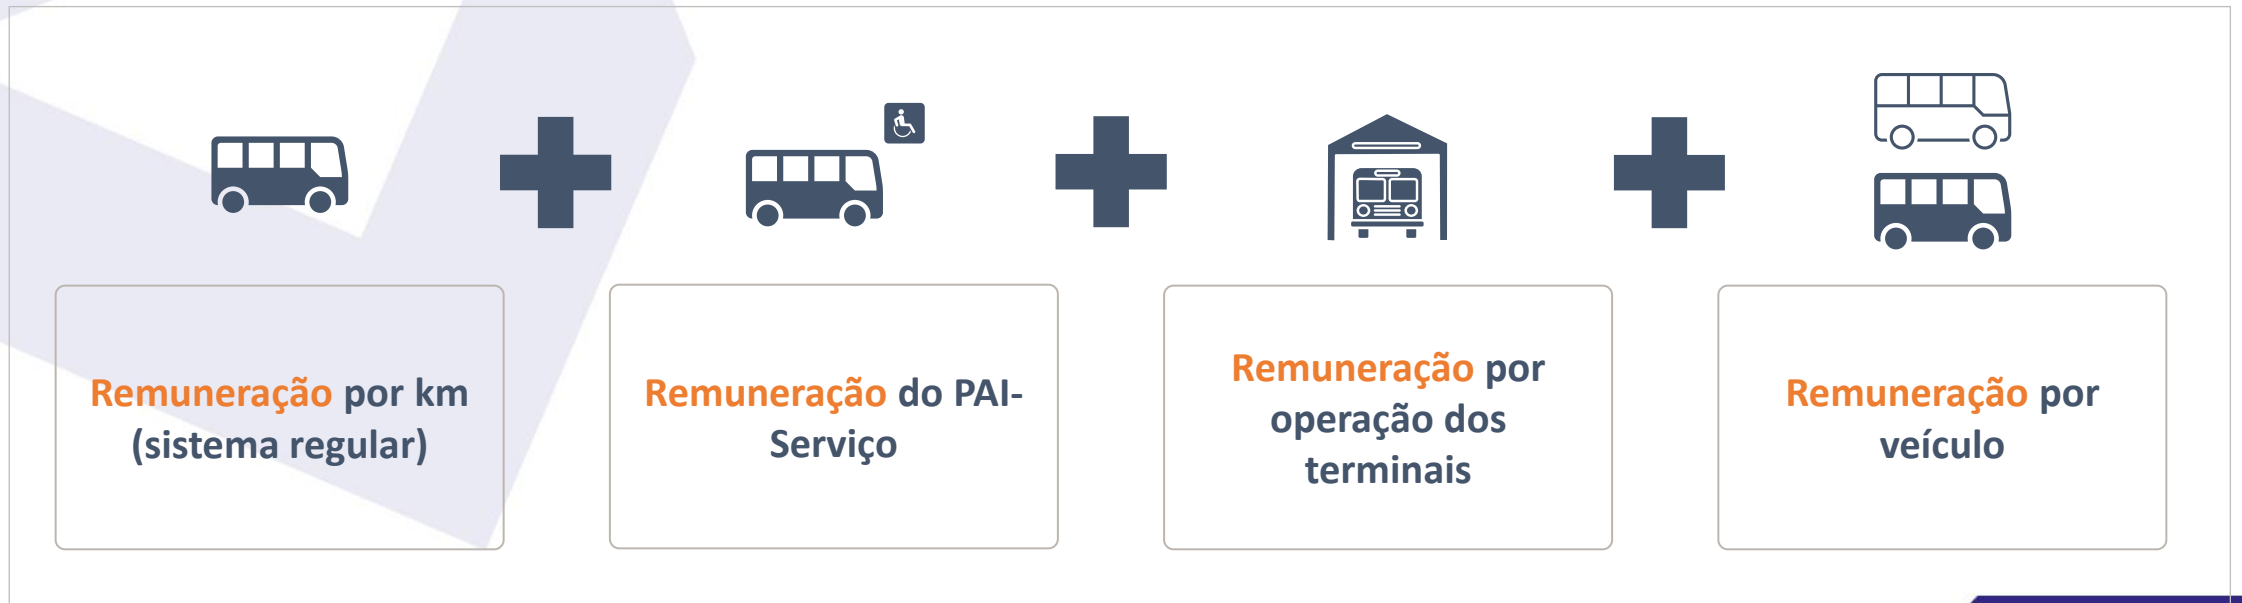 Remuneração por km
(sistema regular)
Remuneração do PAI-
Serviço
Remuneração por
operação dos
terminais
Remuneração por
veículo